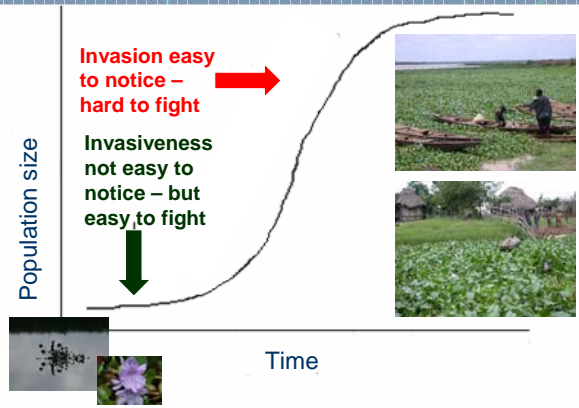 Invasion easy
to notice –
hard to fight
Invasiveness
not easy to
notice – but
easy to fight
Population size
Time